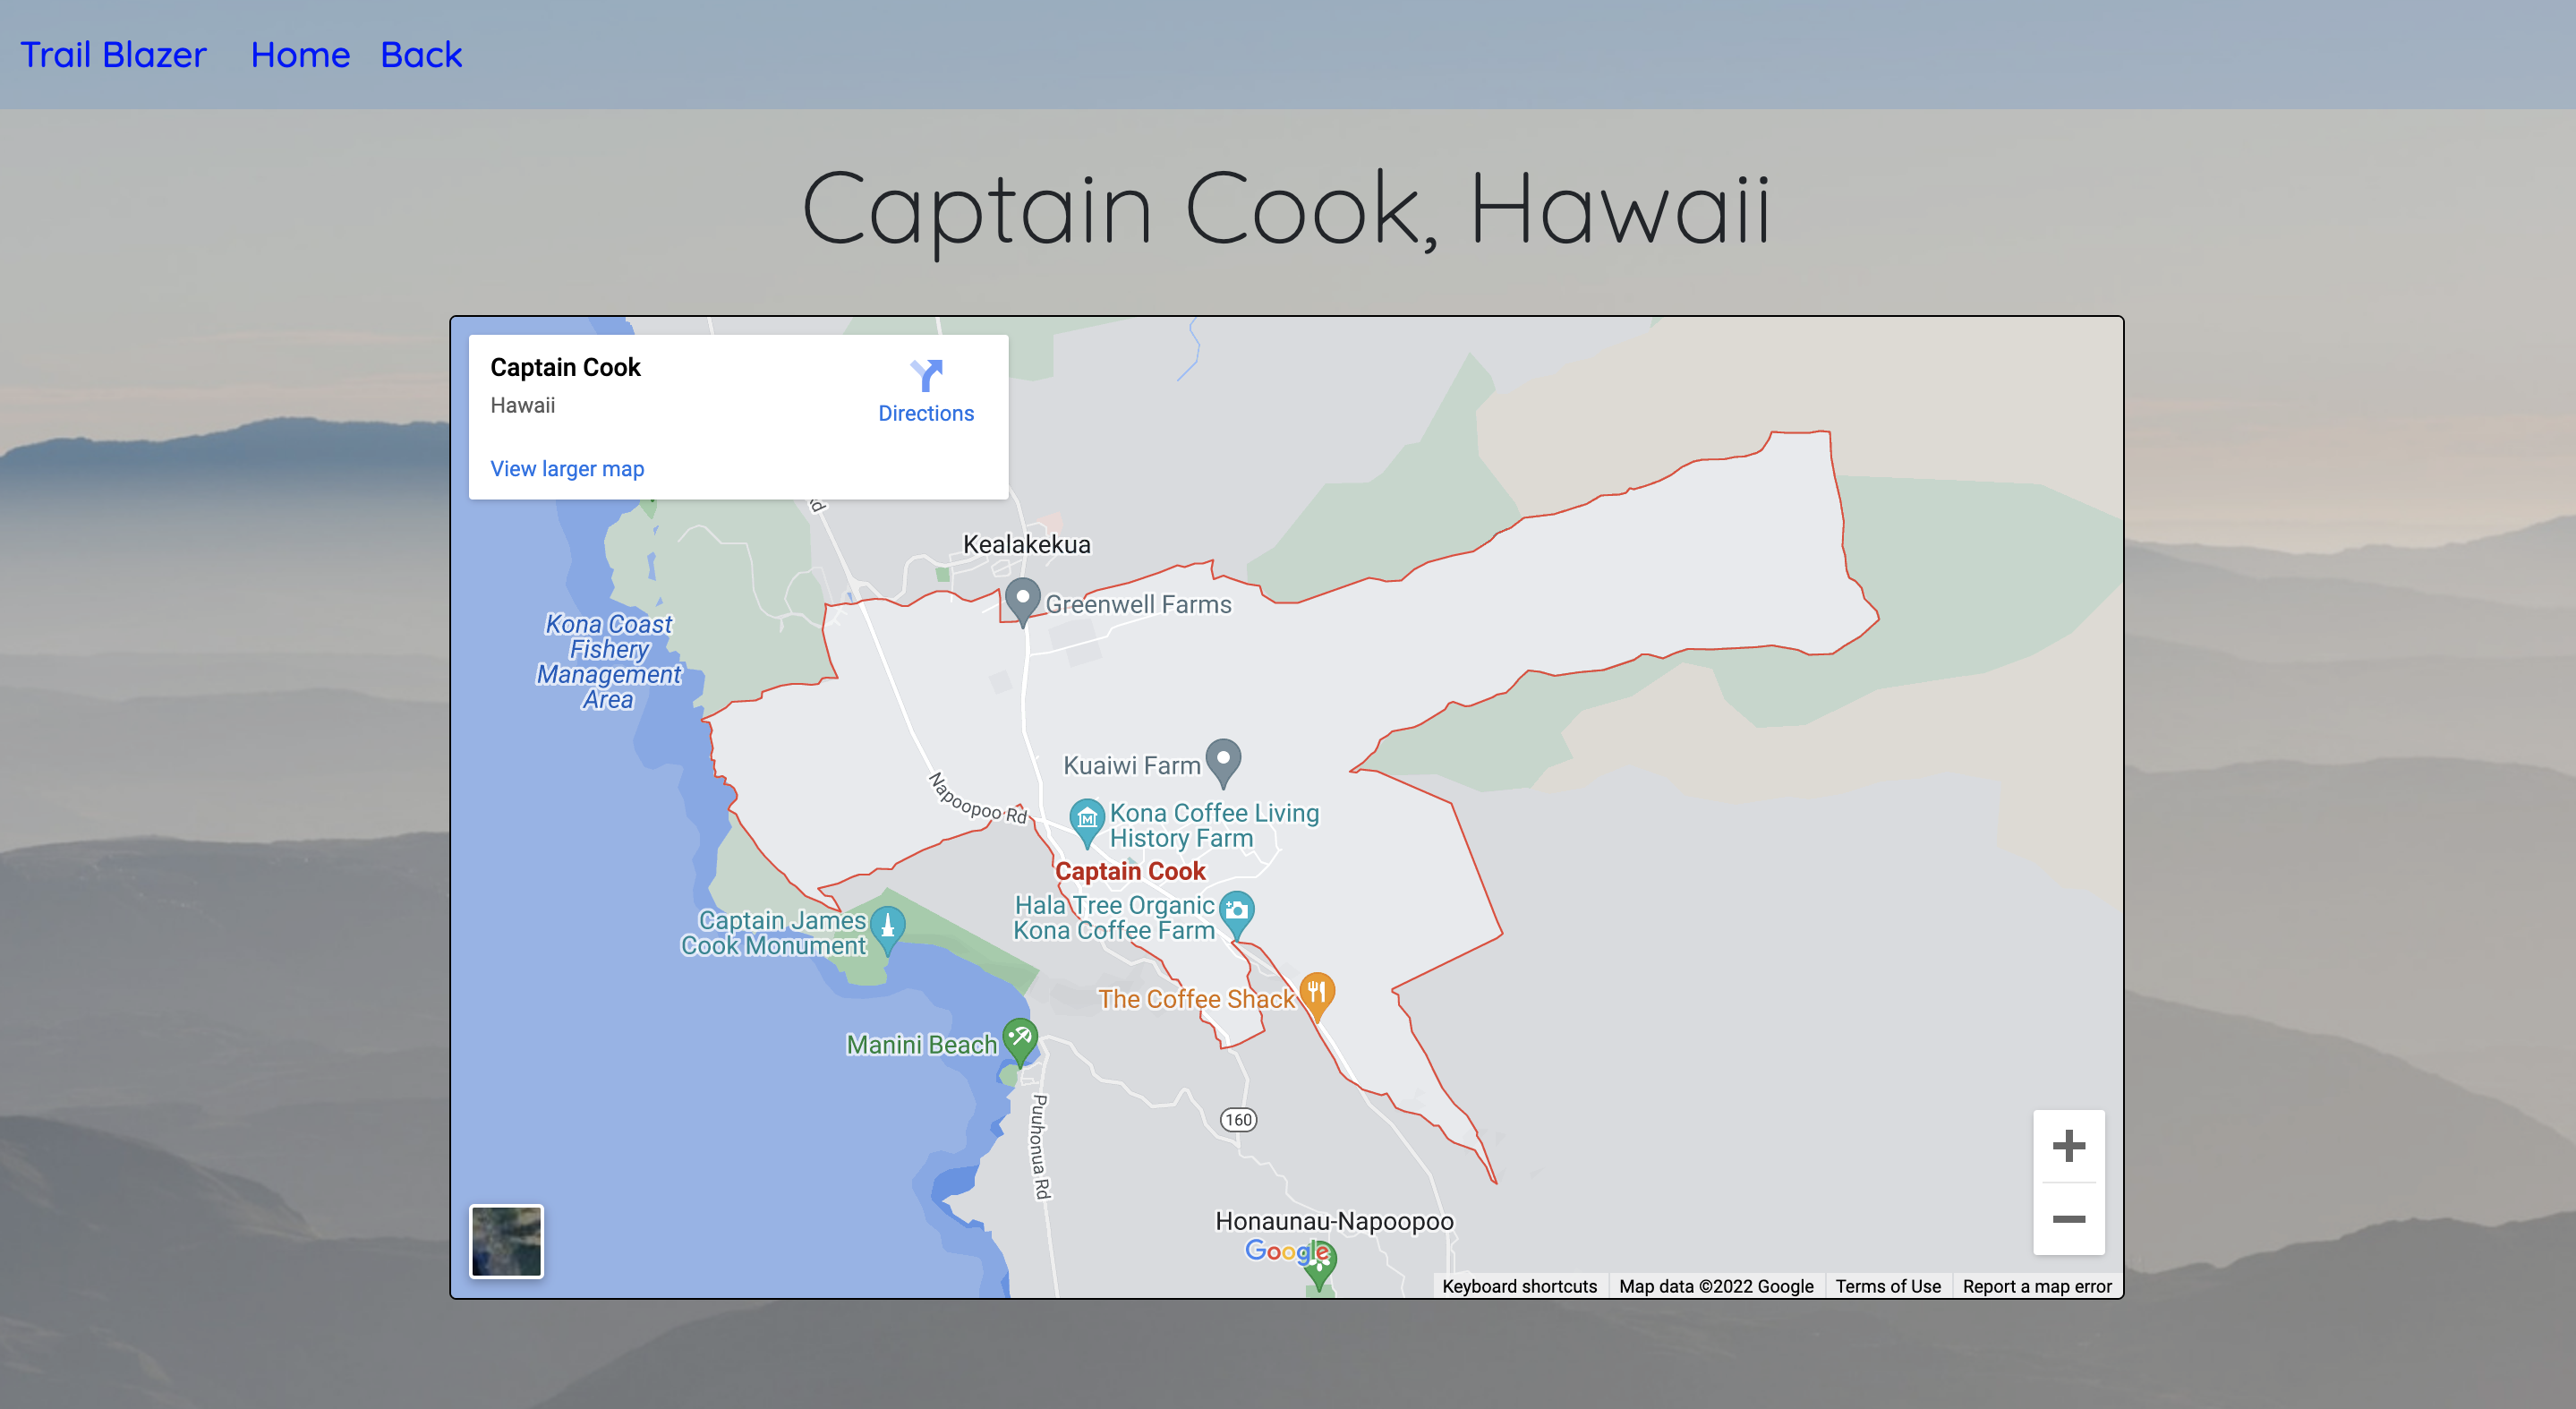 Trail Blazer Home Back
Captain Cook, Hawaii
Captain Cook
Hawaii
Directions
View larger map
Rd
Kealakekua
Greenwell Farms
Kona Coast
Fishery
Management
Area
Kuaiwi Farm
Napoopoo Rd
Kona Coffee Living
History Farm
Captain Cook
Hala Tree Organic
Kona Coffee Farm
Captain James
Cook Monument
The Coffee Shack
Manini Beach
Puuhonua Rd
160
Honaunau-Napoopoo
Google
Keyboard shortcuts Map data ©2022 Google Terms of Use Report a map error